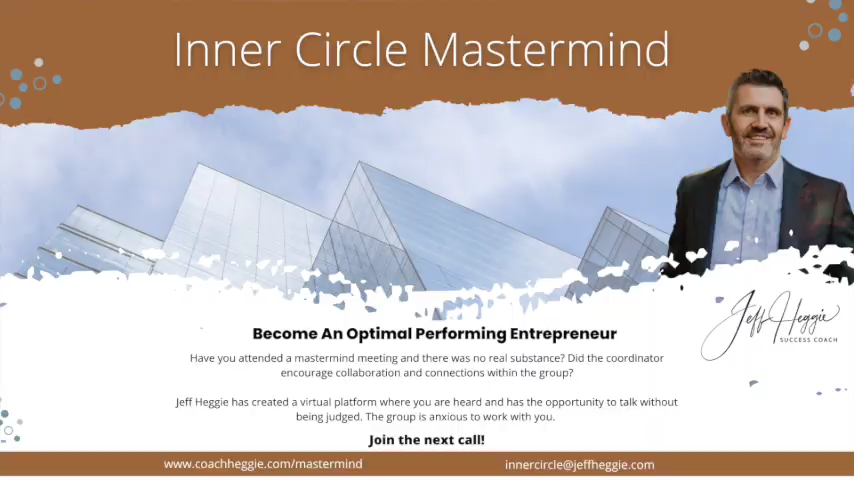 Inner Circle Mastermind
Become An Optimal Performing Entrepreneur
Have you attended a mastermind meeting and there was no real substance? Did the coordinator
encourage collaboration and connections within the group?
Jeff Heggie has created a virtual platform where you are heard and has the opportunity to talk without
being judged. The group is anxious to work with you.
Join the next call!
Jeff Heggie
SUCCESS COACH
www.coachheggie.com/mastermind
innercircle@jeffheggie.com